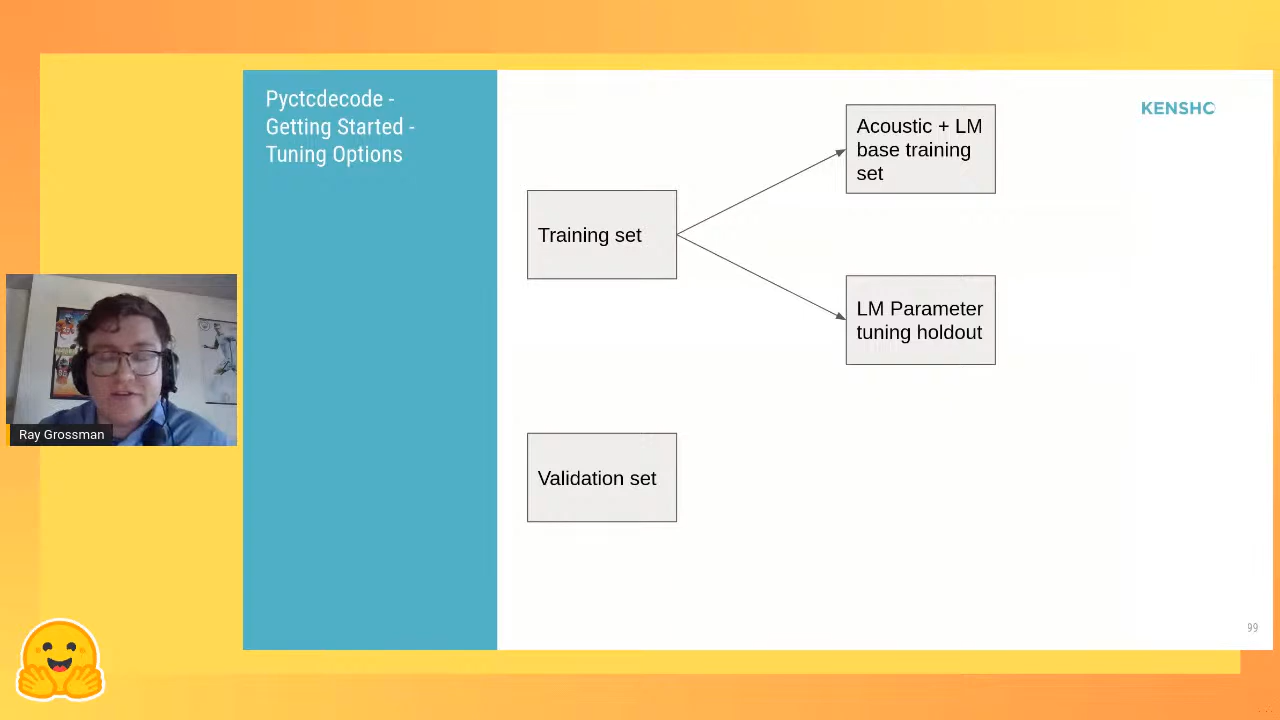 Pyctcdecode -
Getting Started -
Tuning Options
KENSHO
Acoustic + LM
base training
set
Training set
LM Parameter
tuning holdout
Validation set
Ray Grossman
99